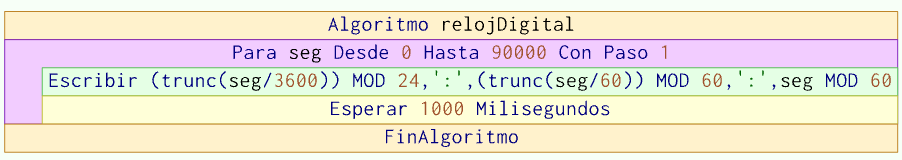 Algoritmo relojDigital
Para seg Desde 0 Hasta 90000 Con Paso 1
Escribir (trunc(seg/3600)) MOD 24,':',(trunc(seg/60)) MOD 60,':',seg MOD 60
Esperar 1000 Milisegundos
FinAlgoritmo